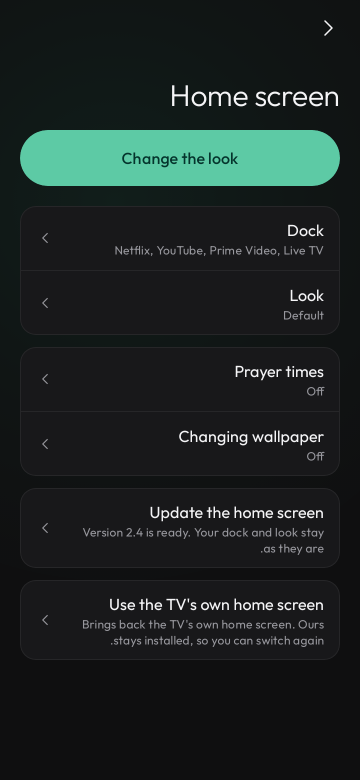 Home screen
Change the look
Dock
Netflix, YouTube, Prime Video, Live TV
Look
Default
Prayer times
Off
Changing wallpaper
Off
Update the home screen
Version 2.4 is ready. Your dock and look stay
.as they are
Use the TV's own home screen
Brings back the TV's own home screen. Ours
.stays installed, so you can switch again